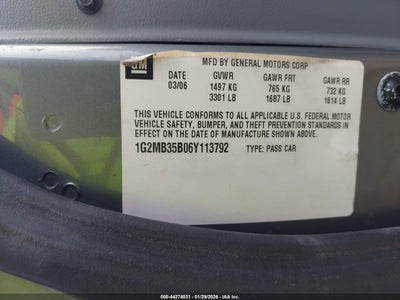 GM
MFD BY GENERAL MOTORS CORP
DATE GVWR GAWR FRT GAWR RR
03/06 1497 KG 765 KG 732 KG
3301 LB 1687 LB 1614 LB
THIS VEHICLE CONFORMS TO ALL APPLICABLE U.S. FEDERAL MOTOR
VEHICLE SAFETY, BUMPER, AND THEFT PREVENTION STANDARDS IN
EFFECT ON THE DATE OF MANUFACTURE SHOWN ABOVE.
1G2MB35B06Y113792 TYPE: PASS CAR
000-44274031 - 01/29/2026 - IAAI.COM